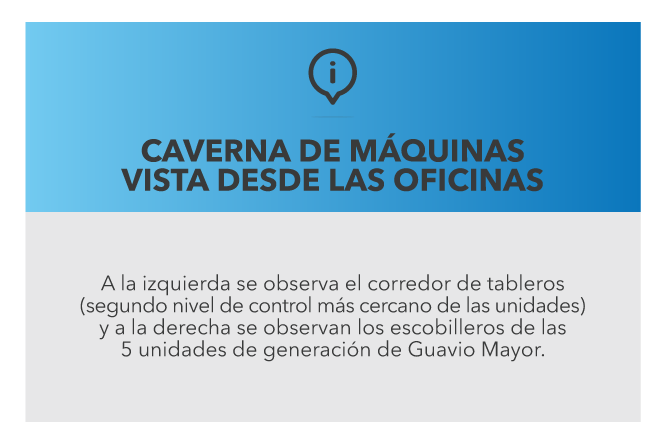 CAVERNA DE MÁQUINAS
VISTA DESDE LAS OFICINAS
A la izquierda se observa el corredor de tableros
(segundo nivel de control más cercano de las unidades)
y a la derecha se observan los escobilleros de las
5 unidades de generación de Guavio Mayor.